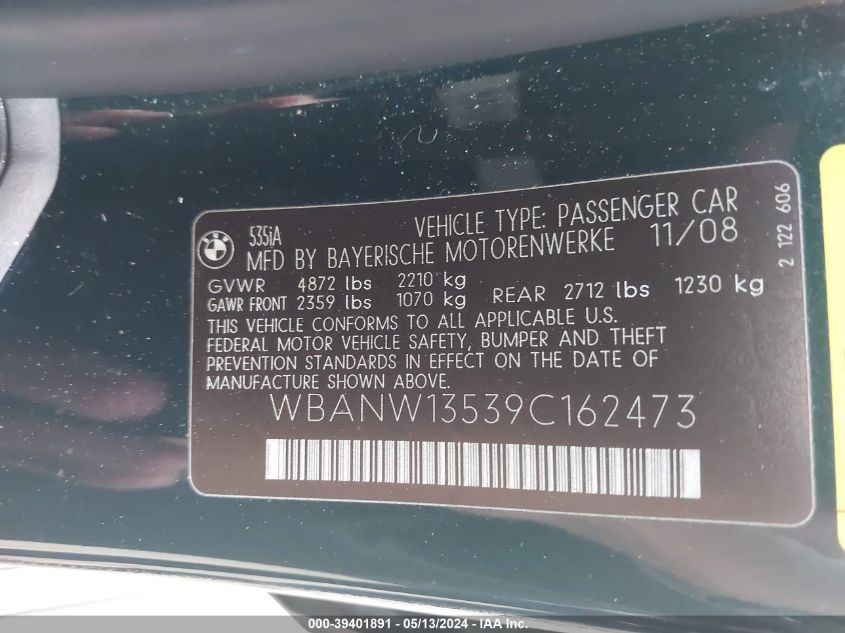 535iA VEHICLE TYPE: PASSENGER CAR
MFD BY BAYERISCHE MOTORENWERKE 11/08
GVWR 4872 lbs 2210 kg
GAWR FRONT 2359 lbs 1070 kg REAR 2712 lbs 1230 kg
THIS VEHICLE CONFORMS TO ALL APPLICABLE U.S.
FEDERAL MOTOR VEHICLE SAFETY, BUMPER AND THEFT
PREVENTION STANDARDS IN EFFECT ON THE DATE OF
MANUFACTURE SHOWN ABOVE.
WBANW13539C162473
2 122 606
000-39401891 - 05/13/2024 - IAA Inc.